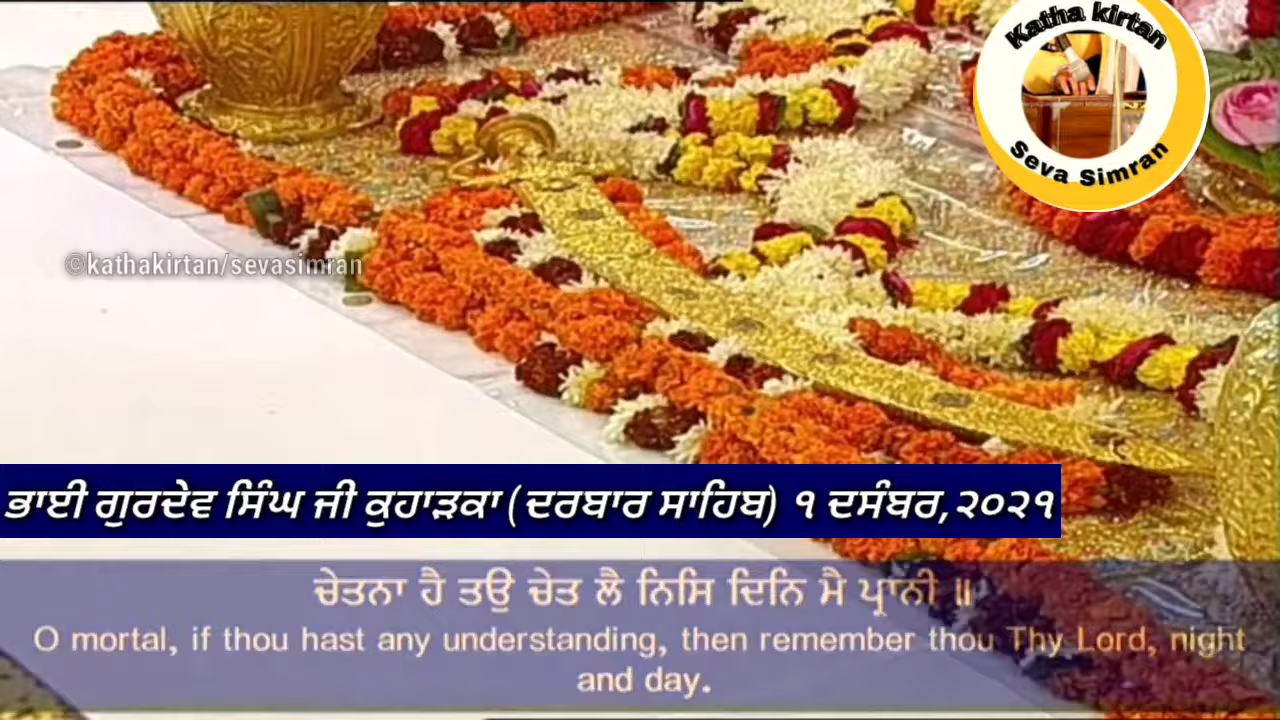 Katha kirtan
Seva Simran
©kathakirtan/sevasimran
ਭਾਈ ਗੁਰਦੇਵ ਸਿੰਘ ਜੀ ਕੁਹਾੜਕਾ (ਦਰਬਾਰ ਸਾਹਿਬ) ੧ ਦਸੰਬਰ,੨੦੨੧
ਚੇਤਨਾ ਹੈ ਤਉ ਚੇਤ ਲੈ ਨਿਸਿ ਦਿਨਿ ਮੈ ਪ੍ਰਾਨੀ ॥
O mortal, if thou hast any understanding, then remember thou Thy Lord, night
and day.